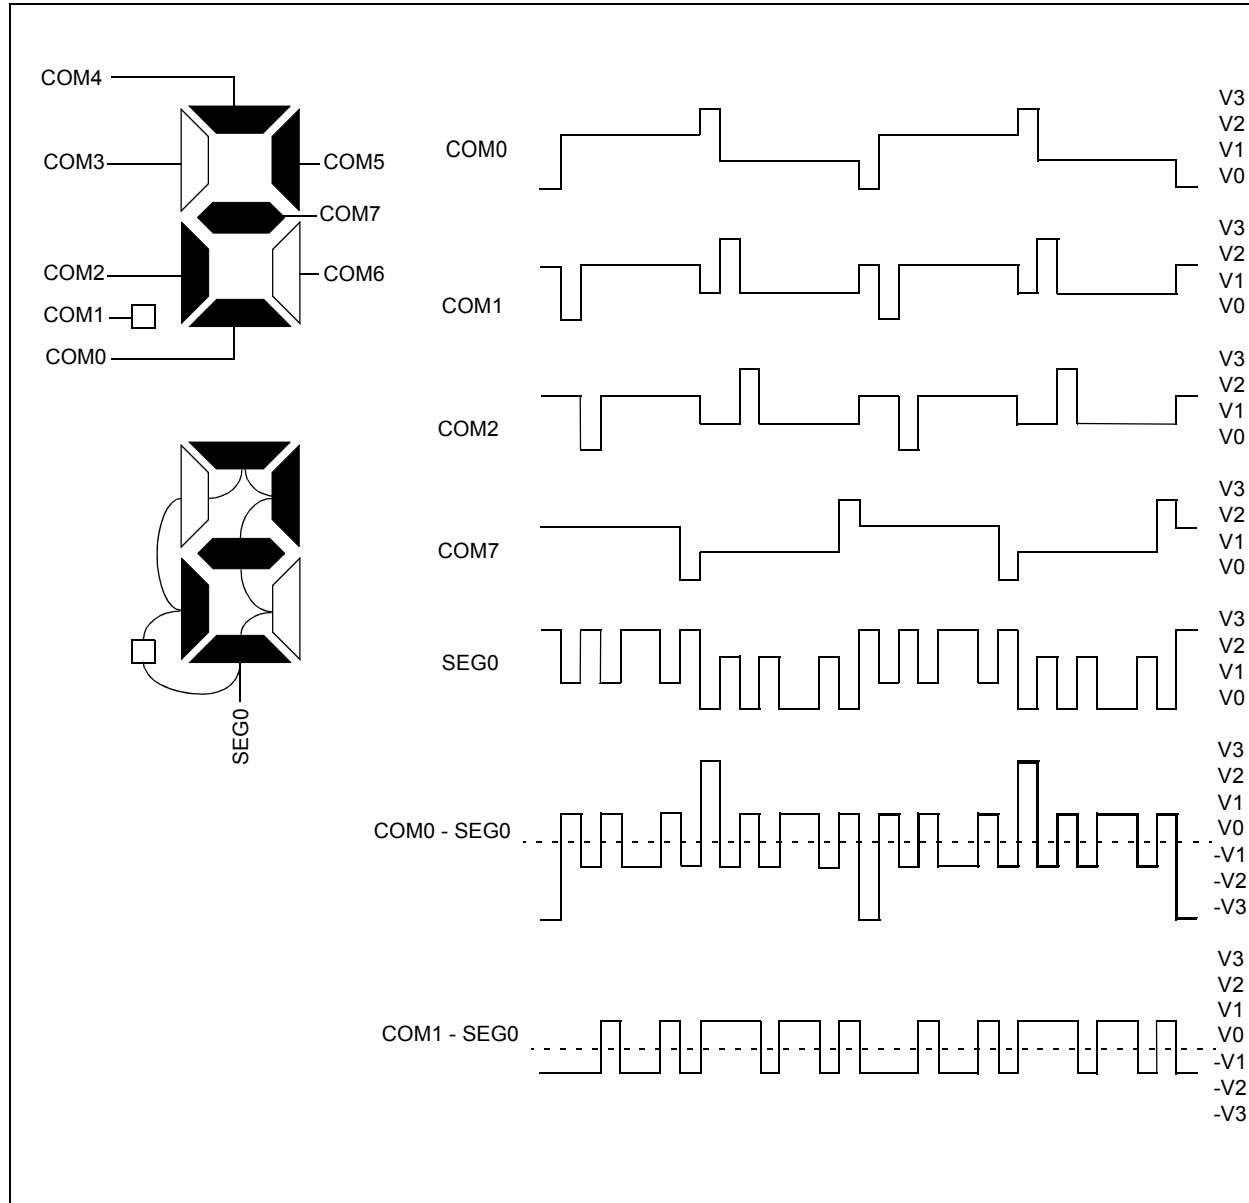 COM4
COM3
COM5
COM7
COM2
COM6
COM1
COM0
SEG0
COM0
V3
V2
V1
V0
COM1
V3
V2
V1
V0
COM2
V3
V2
V1
V0
COM7
V3
V2
V1
V0
SEG0
V3
V2
V1
V0
COM0 - SEG0
V3
V2
V1
V0
-V1
-V2
-V3
COM1 - SEG0
V3
V2
V1
V0
-V1
-V2
-V3